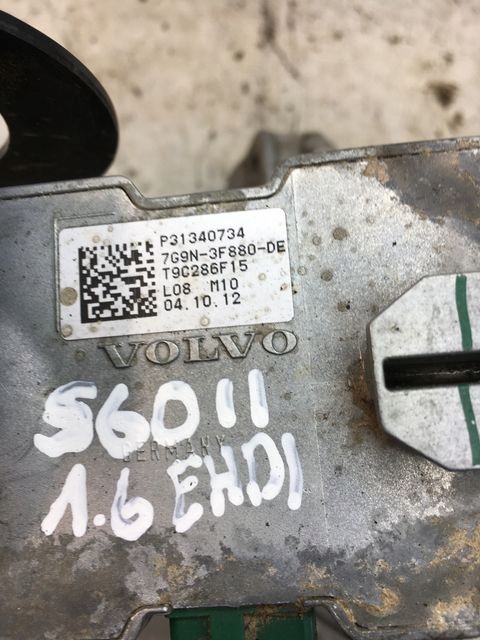 P31340734
7G9N-3F880-DE
T9C286F15
L08 M10
04.10.12
VOLVO
S60 II
GERMANY
1.6 EHDI